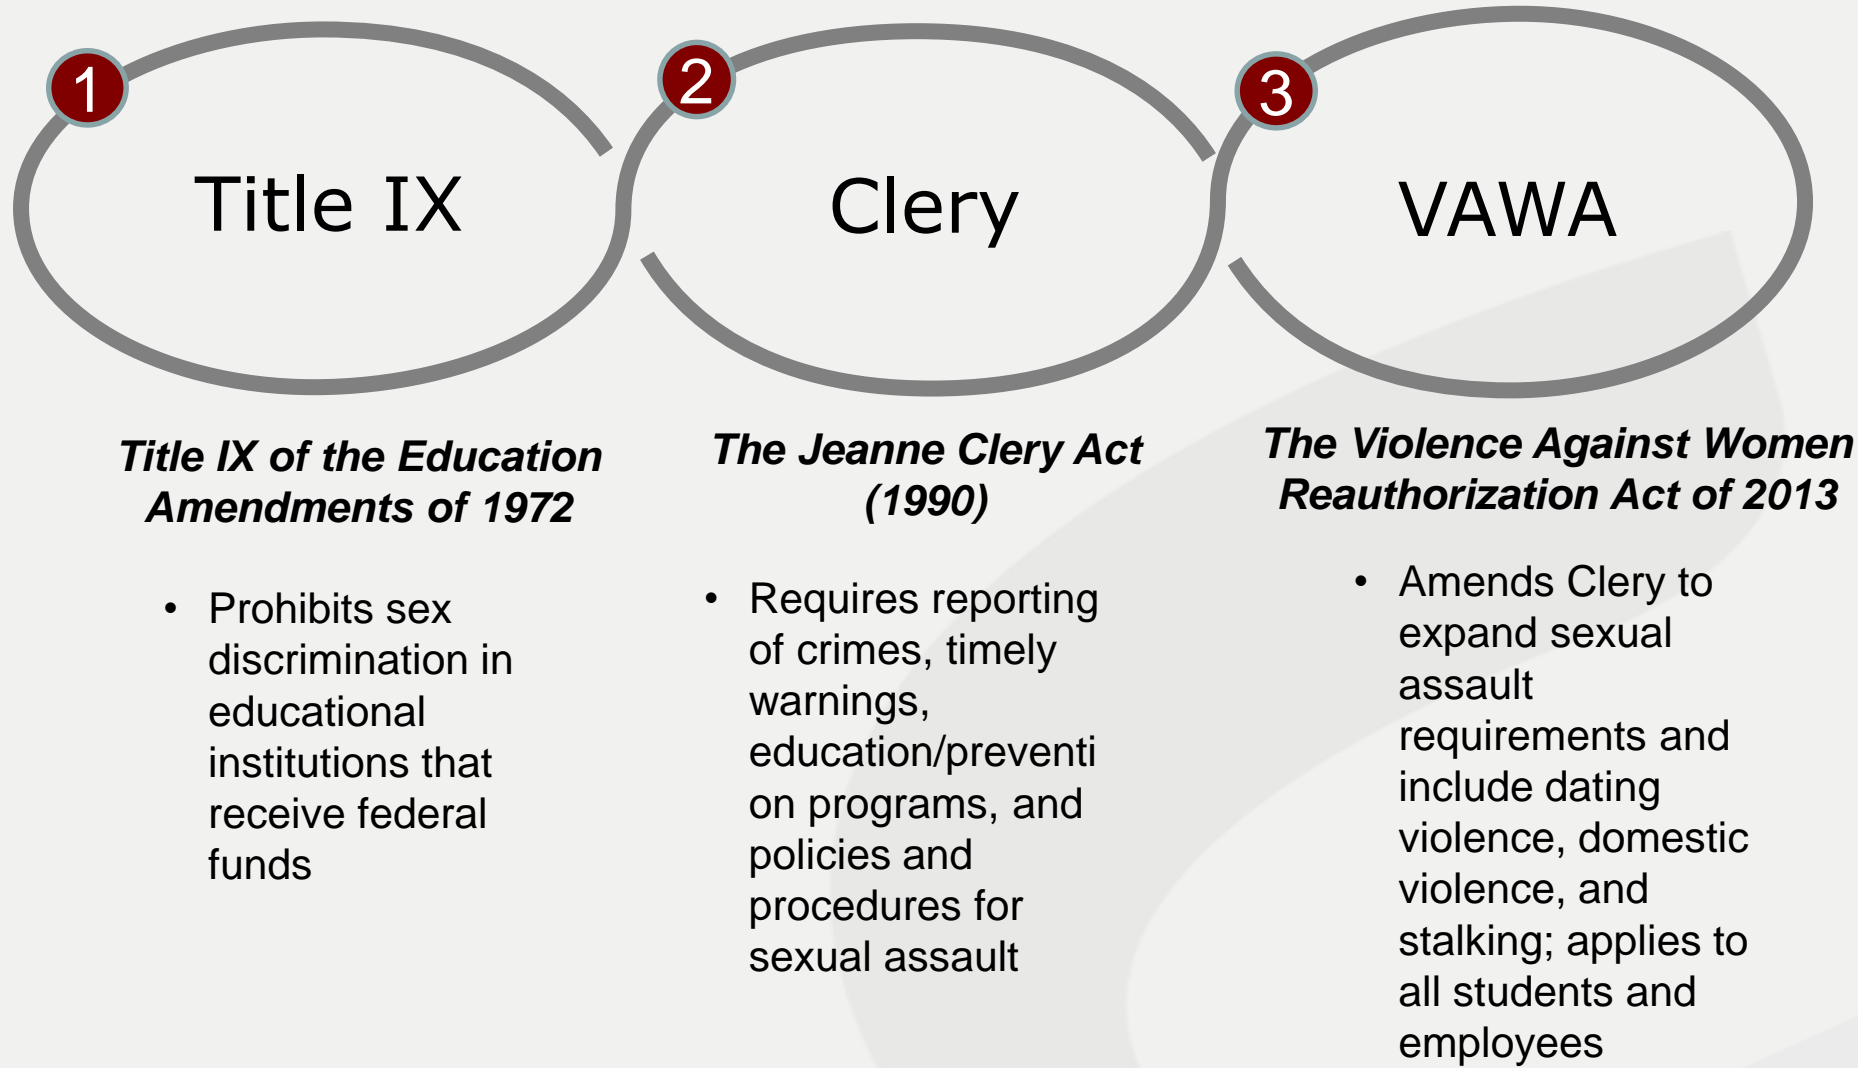 1
Title IX
Title IX of the Education
Amendments of 1972
• Prohibits sex
discrimination in
educational
institutions that
receive federal
funds
2
Clery
The Jeanne Clery Act
(1990)
• Requires reporting
of crimes, timely
warnings,
education/preventi
on programs, and
policies and
procedures for
sexual assault
3
VAWA
The Violence Against Women
Reauthorization Act of 2013
• Amends Clery to
expand sexual
assault
requirements and
include dating
violence, domestic
violence, and
stalking; applies to
all students and
employees